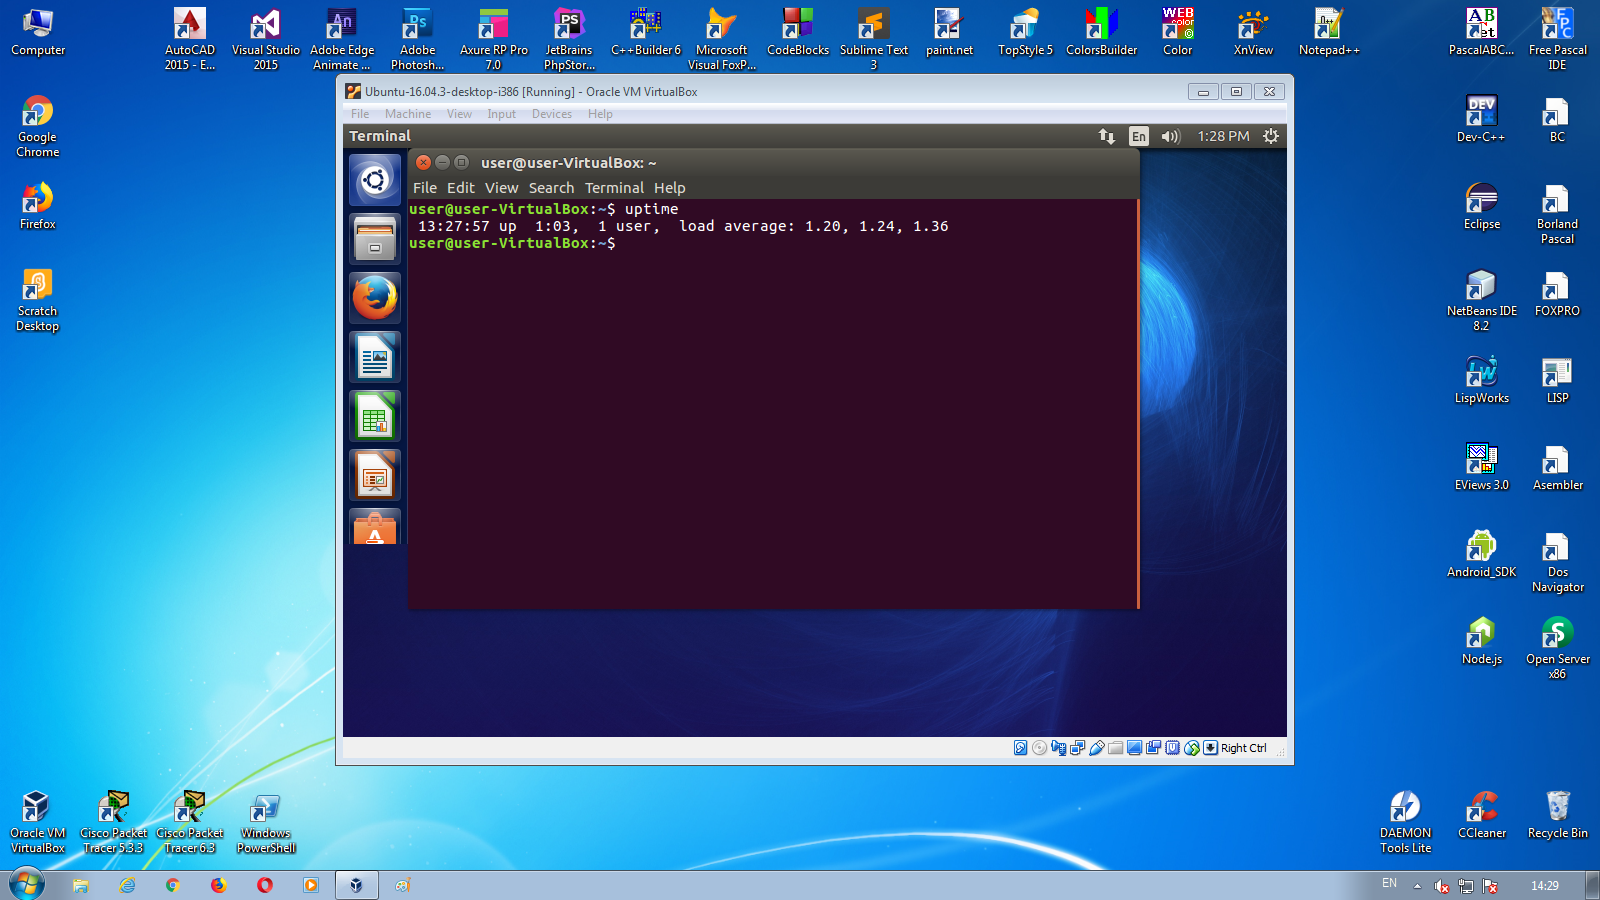 Computer
AutoCAD
2015 - E...
Visual Studio
2015
Adobe Edge
Animate ...
Adobe
Photosh...
Axure RP Pro
7.0
JetBrains
PhpStor...
C++Builder 6
Microsoft
Visual FoxP...
CodeBlocks
Sublime Text
3
paint.net
TopStyle 5
ColorsBuilder
WEB
color
Color
XnView
Notepad++
PascalABC...
Free Pascal
IDE
Google
Chrome
Firefox
Scratch
Desktop
Ubuntu-16.04.3-desktop-i386 [Running] - Oracle VM VirtualBox
File Machine View Input Devices Help
Terminal
En
1:28 PM
user@user-VirtualBox: ~
File Edit View Search Terminal Help
user@user-VirtualBox:~$ uptime
13:27:57 up  1:03,  1 user,  load average: 1.20, 1.24, 1.36
user@user-VirtualBox:~$
Right Ctrl
Dev-C++
BC
Eclipse
Borland
Pascal
NetBeans IDE
8.2
FOXPRO
LispWorks
LISP
EViews 3.0
Asembler
Android_SDK
Dos
Navigator
Node.js
Open Server
x86
Oracle VM
VirtualBox
Cisco Packet
Tracer 5.3.3
Cisco Packet
Tracer 6.3
Windows
PowerShell
DAEMON
Tools Lite
CCleaner
Recycle Bin
EN
14:29